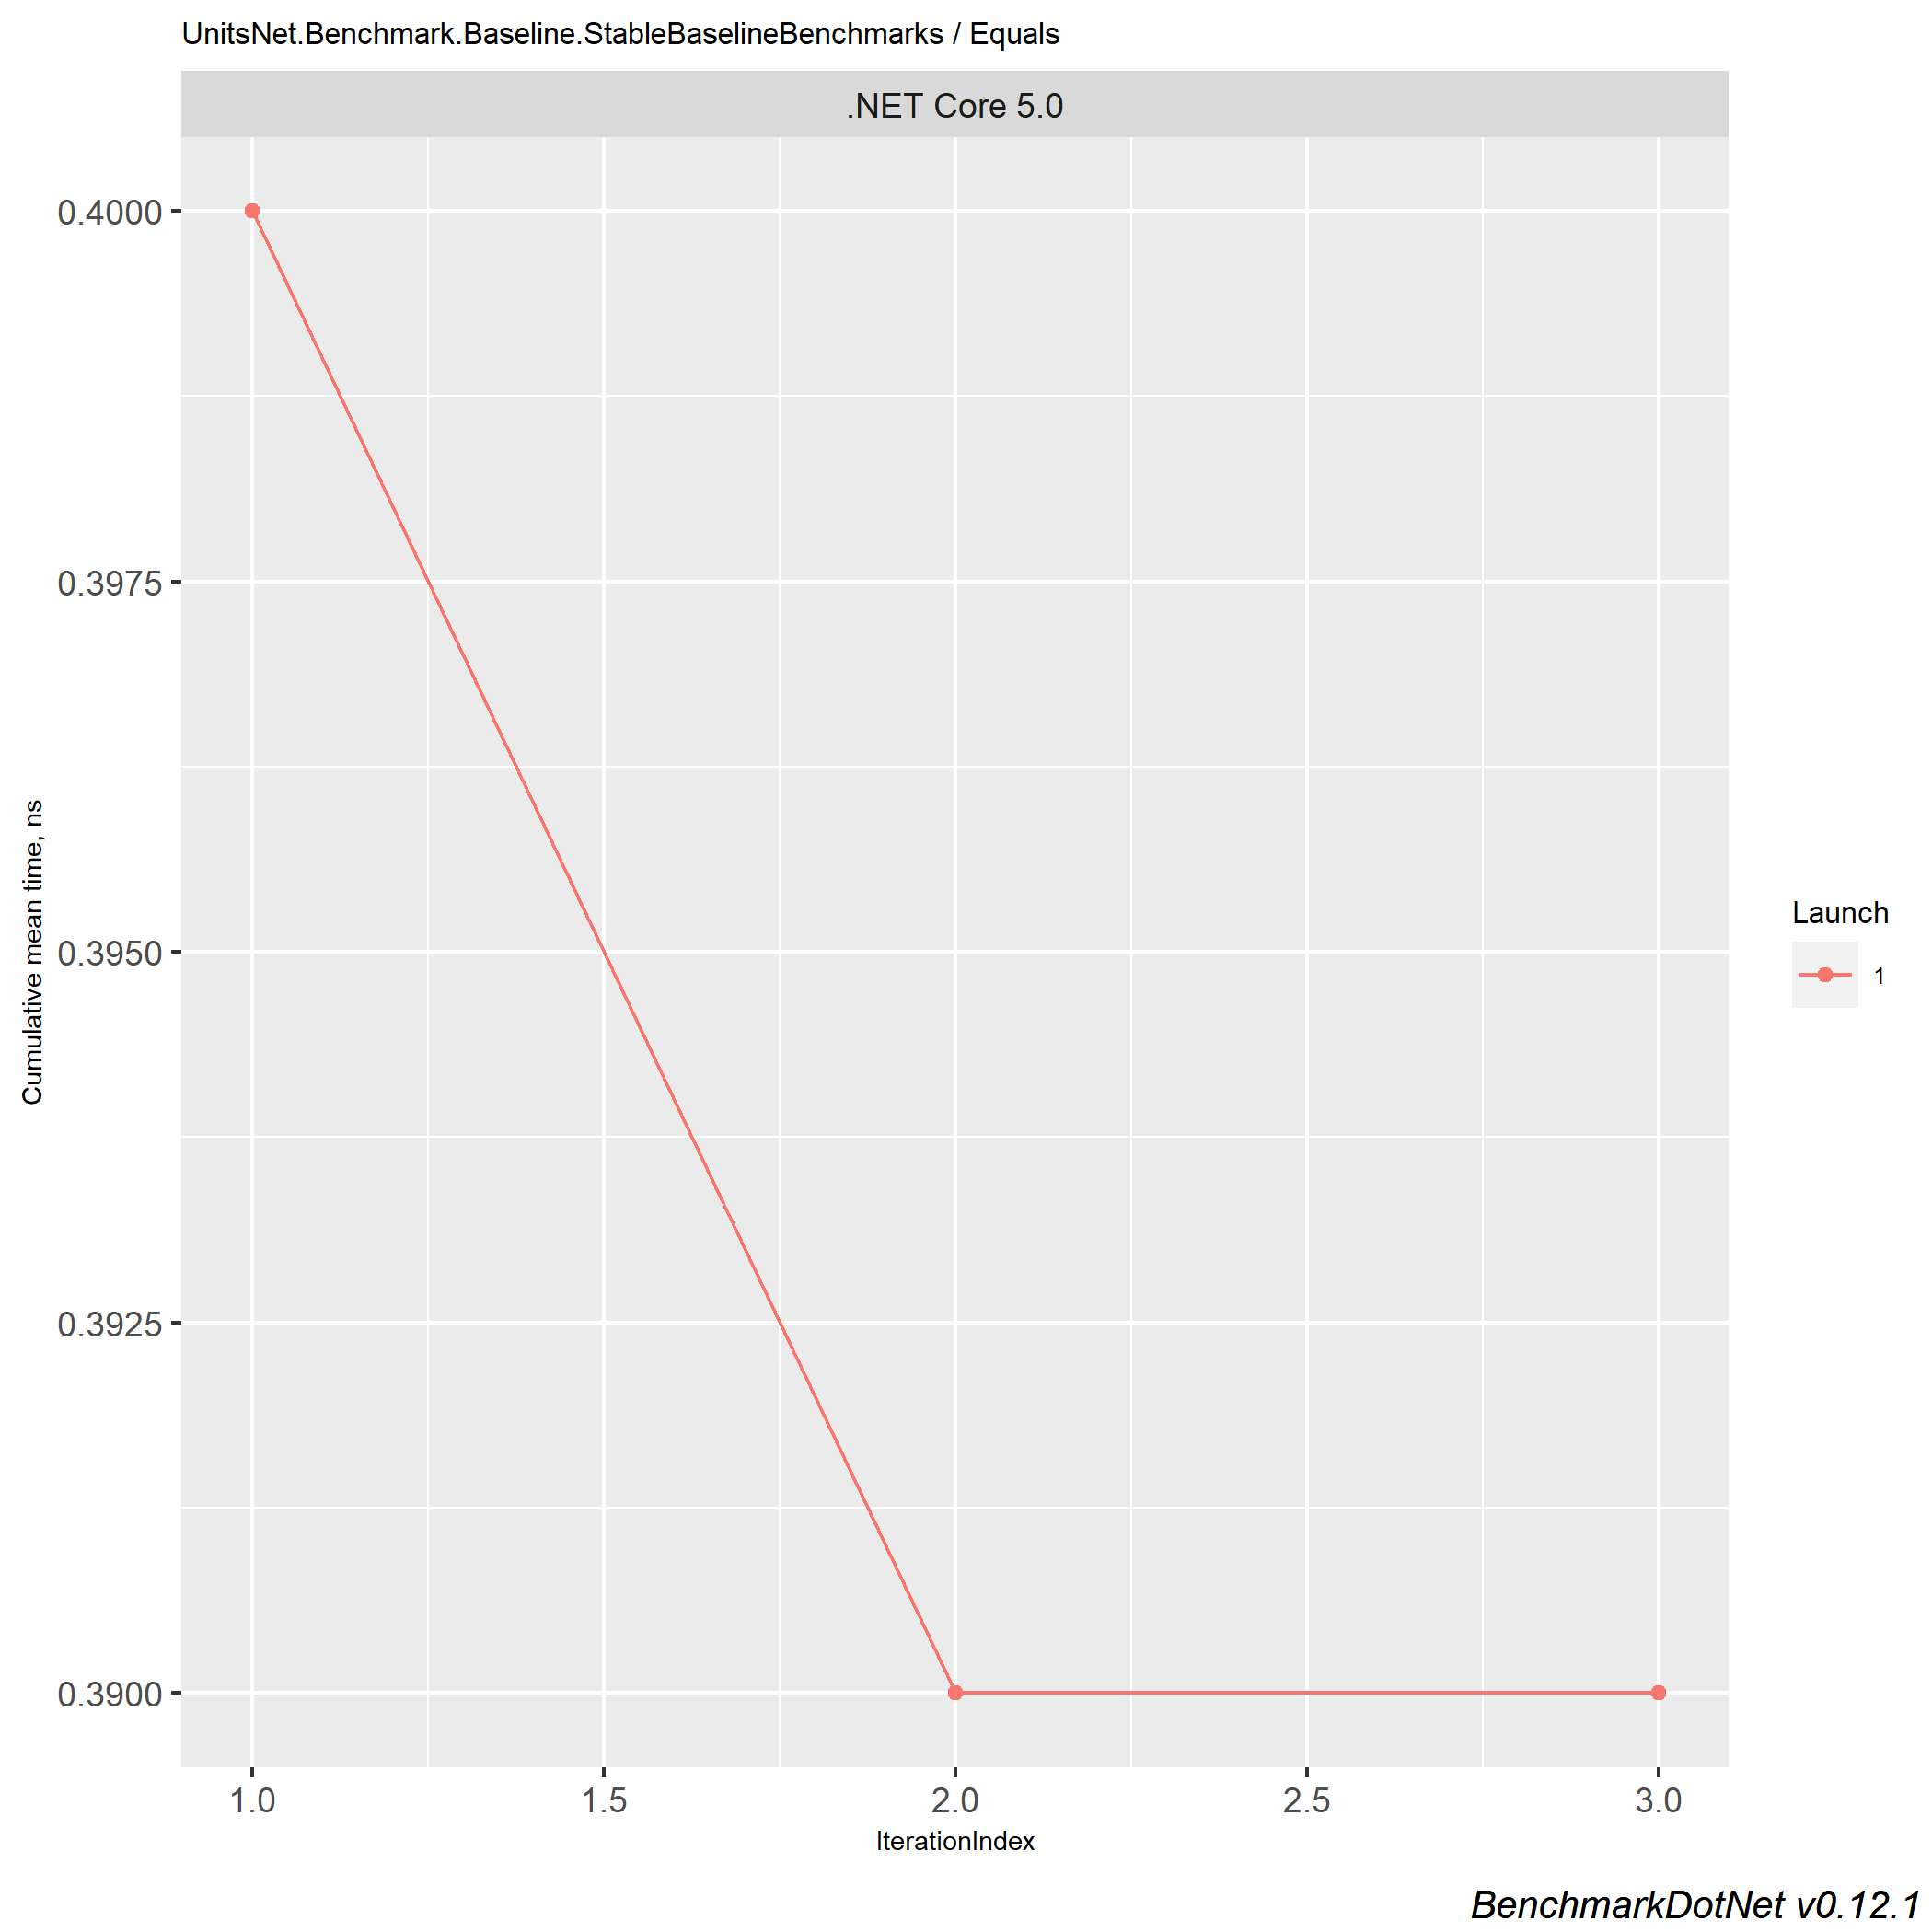 UnitsNet.Benchmark.Baseline.StableBaselineBenchmarks / Equals
.NET Core 5.0
0.4000
0.3975
0.3950
0.3925
0.3900
Cumulative mean time, ns
1.0
1.5
2.0
2.5
3.0
IterationIndex
Launch
1
BenchmarkDotNet v0.12.1